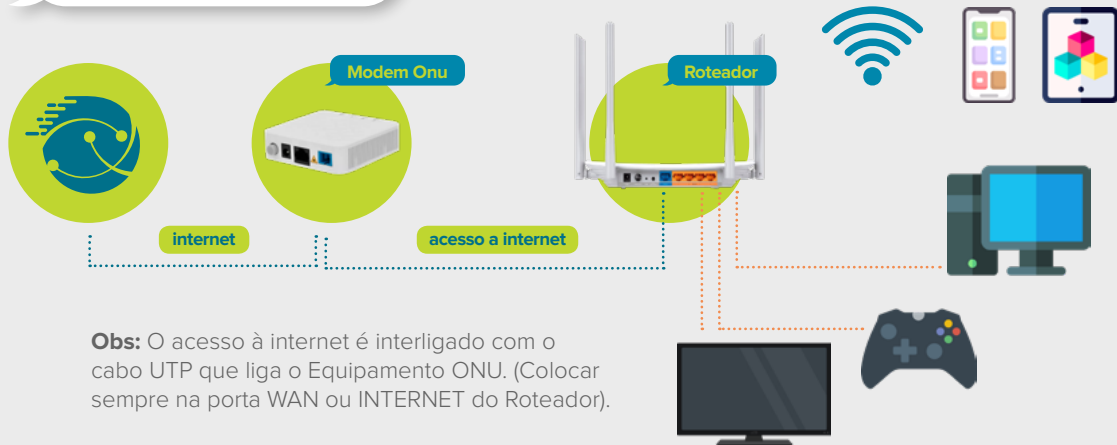 Modem Onu
Roteador
internet
acesso a internet
Obs: O acesso à internet é interligado com o
cabo UTP que liga o Equipamento ONU. (Colocar
sempre na porta WAN ou INTERNET do Roteador).